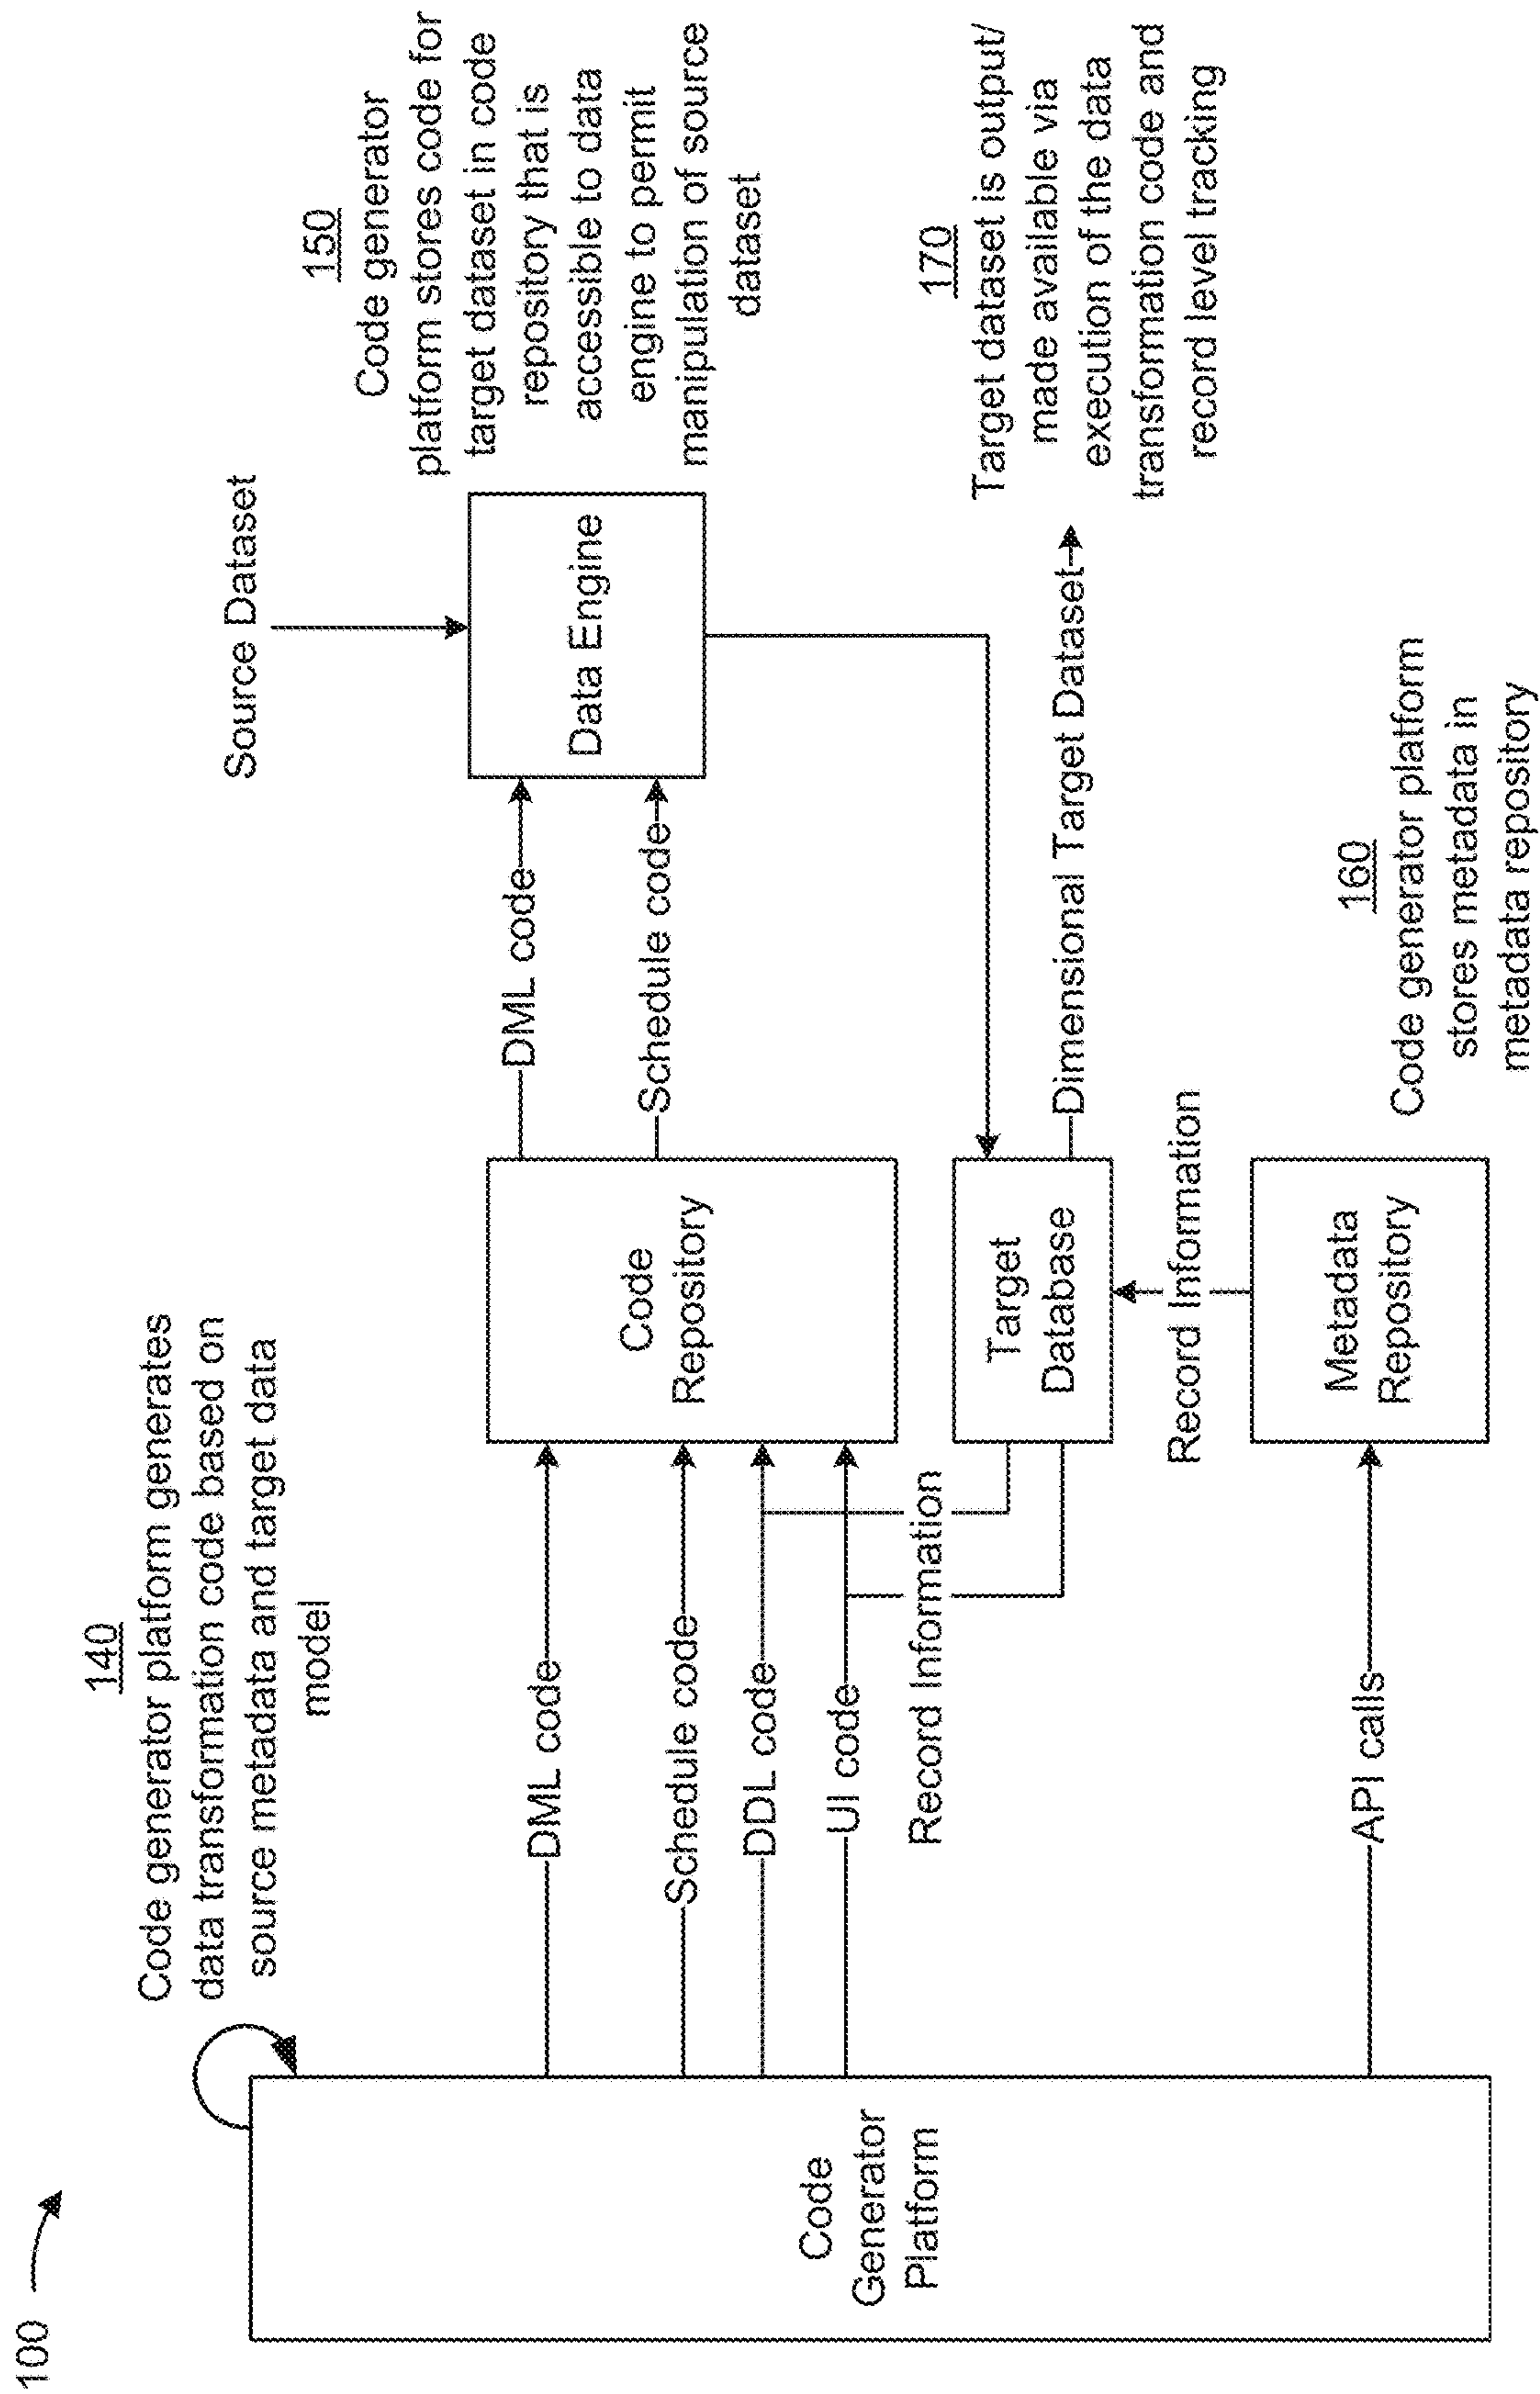 100
140
Code generator platform generates
data transformation code based on
source metadata and target data
model
Source Dataset
150
Code generator
platform stores code for
target dataset in code
repository that is
accessible to data
engine to permit
manipulation of source
dataset
Code
Generator
Platform
DML code
Schedule code
DDL code
UI code
Record Information
API calls
Code
Repository
DML code
Schedule code
Data Engine
Target
Database
Dimensional Target Dataset
170
Target dataset is output/
made available via
execution of the data
transformation code and
record level tracking
Record Information
Metadata
Repository
160
Code generator platform
stores metadata in
metadata repository